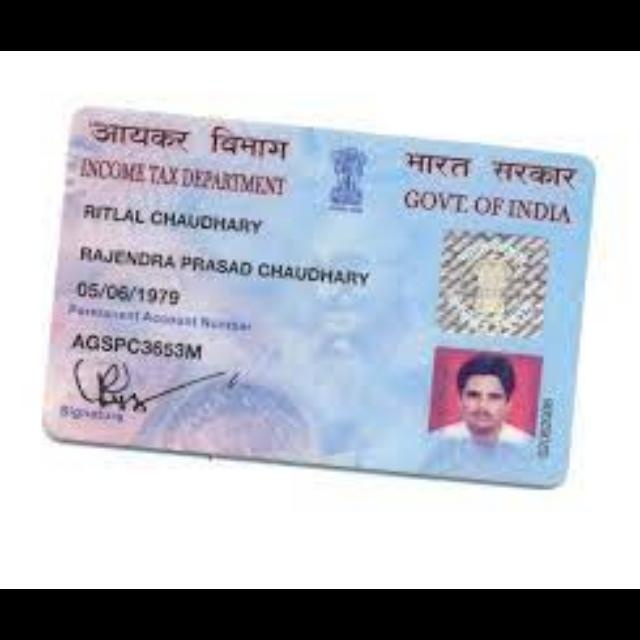 आयकर विभाग
INCOME TAX DEPARTMENT
भारत सरकार
GOVT. OF INDIA
RITLAL CHAUDHARY
RAJENDRA PRASAD CHAUDHARY
05/06/1979
Permanent Account Number
AGSPC3653M
Signature